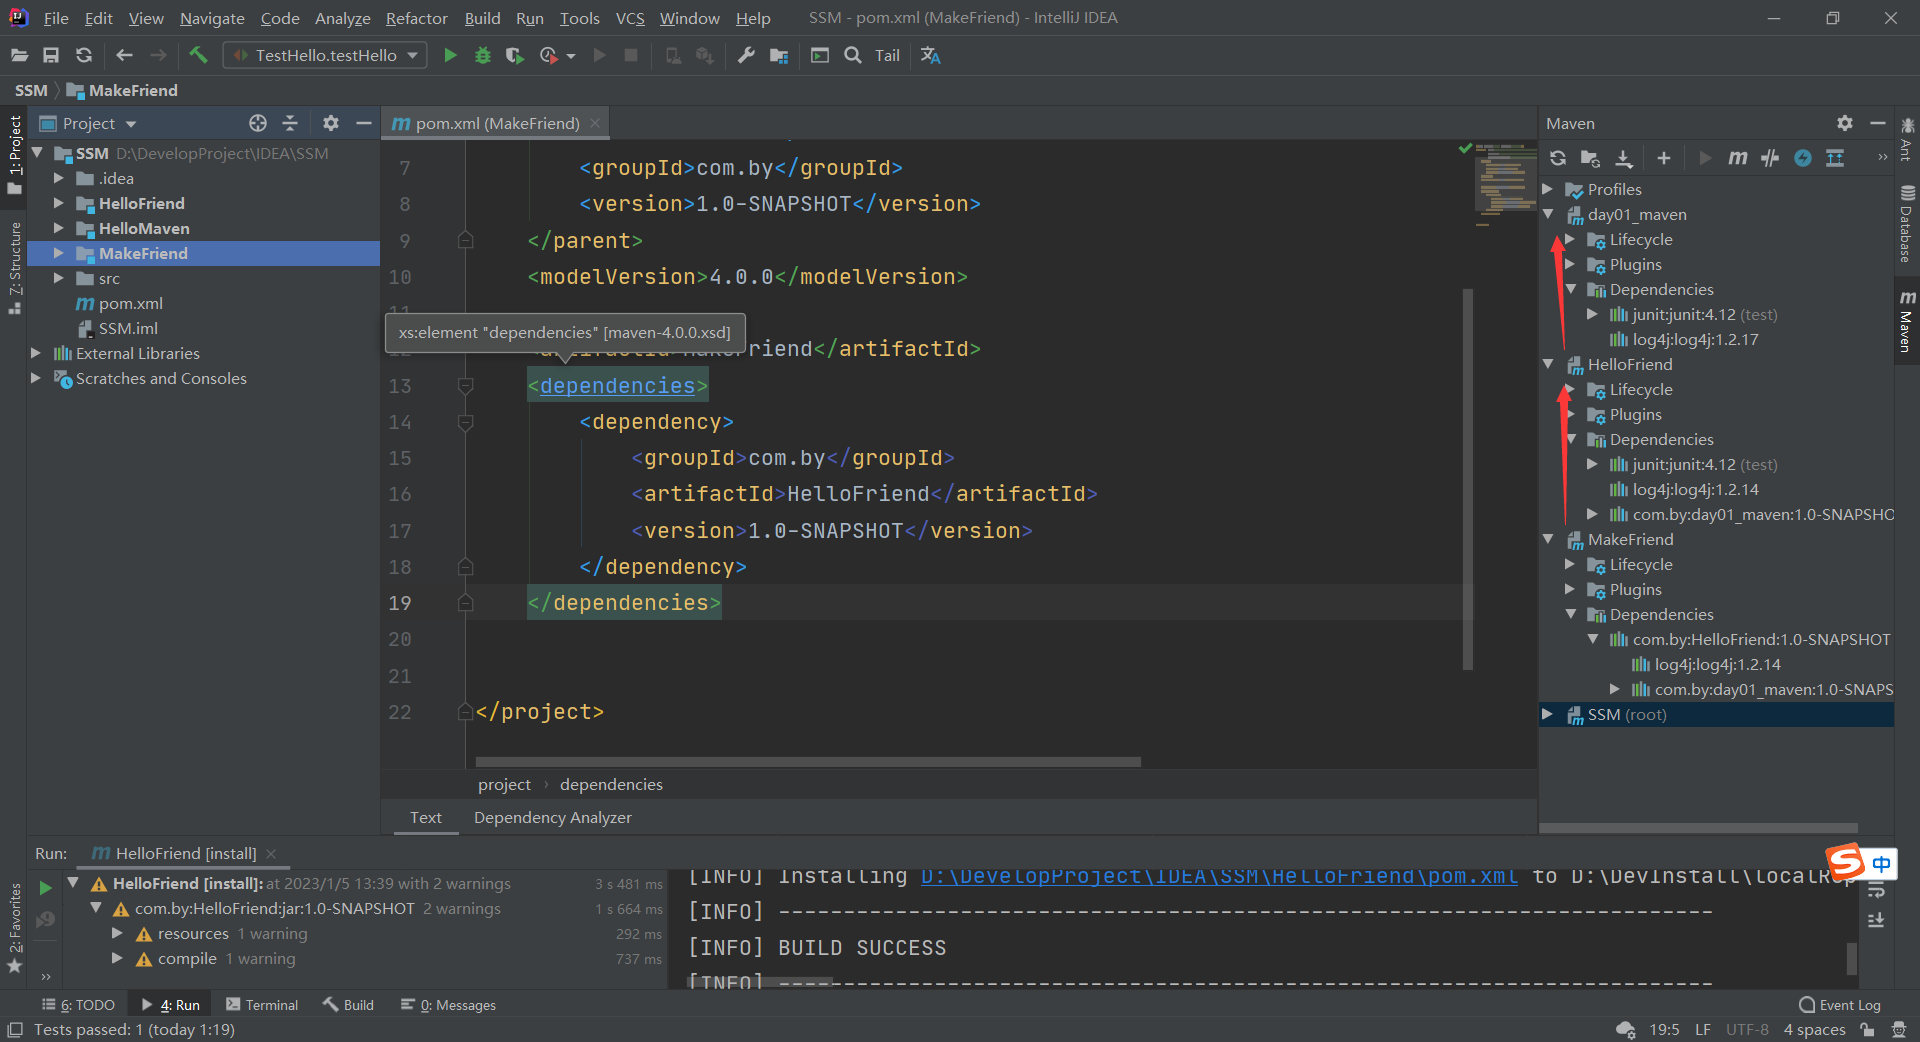 File Edit View Navigate Code Analyze Refactor Build Run Tools VCS Window Help SSM - pom.xml (MakeFriend) - IntelliJ IDEA
TestHello.testHello Tail
SSM MakeFriend
1: Project
7: Structure
2: Favorites
Project
SSM D:\DevelopProject\IDEA\SSM
.idea
HelloFriend
HelloMaven
MakeFriend
src
pom.xml
SSM.iml
External Libraries
Scratches and Consoles
pom.xml (MakeFriend)
7 <groupId>com.by</groupId>
8 <version>1.0-SNAPSHOT</version>
9 </parent>
10 <modelVersion>4.0.0</modelVersion>
11
xs:element "dependencies" [maven-4.0.0.xsd]
12 Friend</artifactId>
13 <dependencies>
14 <dependency>
15 <groupId>com.by</groupId>
16 <artifactId>HelloFriend</artifactId>
17 <version>1.0-SNAPSHOT</version>
18 </dependency>
19 </dependencies>
20
21
22 </project>
project › dependencies
Text Dependency Analyzer
Maven
Profiles
day01_maven
Lifecycle
Plugins
Dependencies
junit:junit:4.12 (test)
log4j:log4j:1.2.17
HelloFriend
Lifecycle
Plugins
Dependencies
junit:junit:4.12 (test)
log4j:log4j:1.2.14
com.by:day01_maven:1.0-SNAPSHO
MakeFriend
Lifecycle
Plugins
Dependencies
com.by:HelloFriend:1.0-SNAPSHOT
log4j:log4j:1.2.14
com.by:day01_maven:1.0-SNAPS
SSM (root)
Ant
Database
Maven
Run: HelloFriend [install]
HelloFriend [install]: at 2023/1/5 13:39 with 2 warnings 3 s 481 ms
com.by:HelloFriend:jar:1.0-SNAPSHOT 2 warnings 1 s 664 ms
resources 1 warning 292 ms
compile 1 warning 737 ms
[INFO] Installing D:\DevelopProject\IDEA\SSM\HelloFriend\pom.xml to D:\DevInstall\localRep
[INFO] ------------------------------------------------------------------------
[INFO] BUILD SUCCESS
[INFO] ------------------------------------------------------------------------
中
6: TODO 4: Run Terminal Build 0: Messages Event Log
Tests passed: 1 (today 1:19) 19:5 LF UTF-8 4 spaces